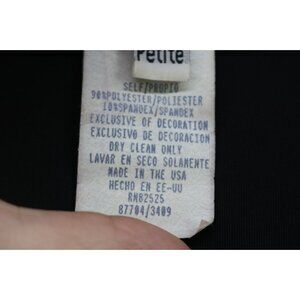 Petite
SELF/PROPIO
90%POLYESTER/POLIESTER
10%SPANDEX/SPANDEX
EXCLUSIVE OF DECORATION
EXCLUSIVO DE DECORACION
DRY CLEAN ONLY
LAVAR EN SECO SOLAMENTE
MADE IN THE USA
HECHO EN EE-UU
RN82525
87704/3409